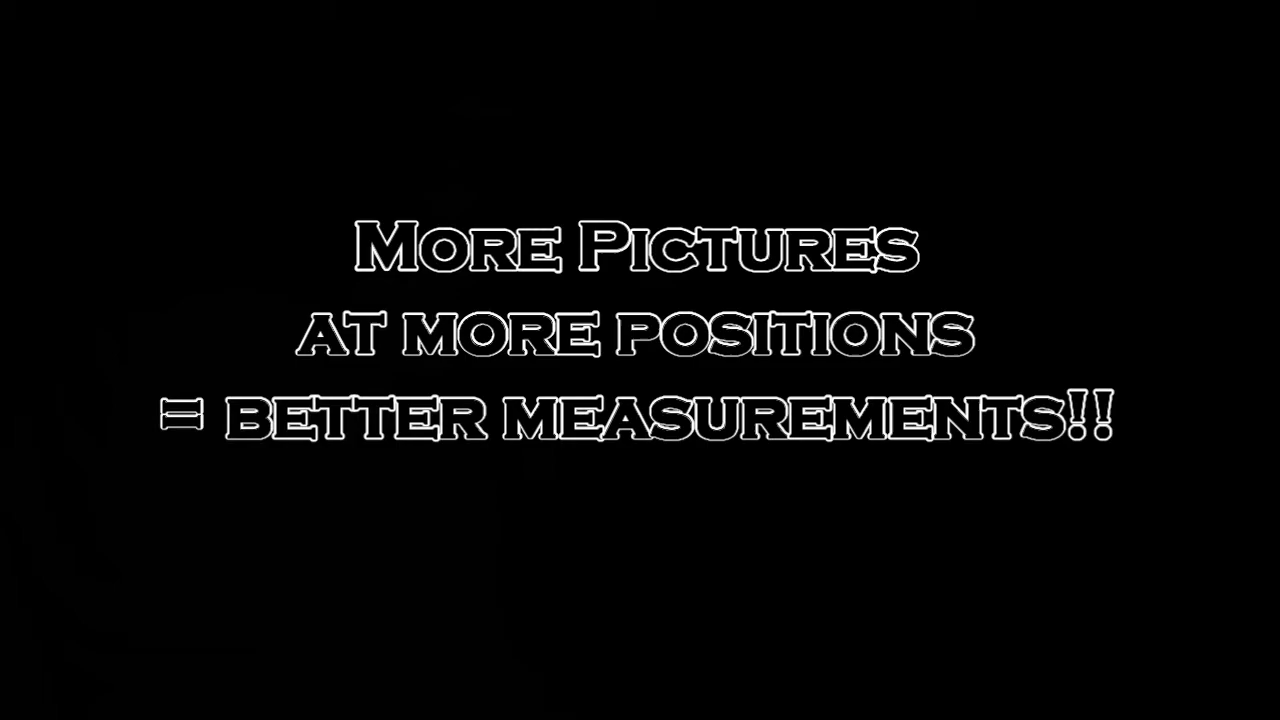 More Pictures
at more positions
= better measurements!!